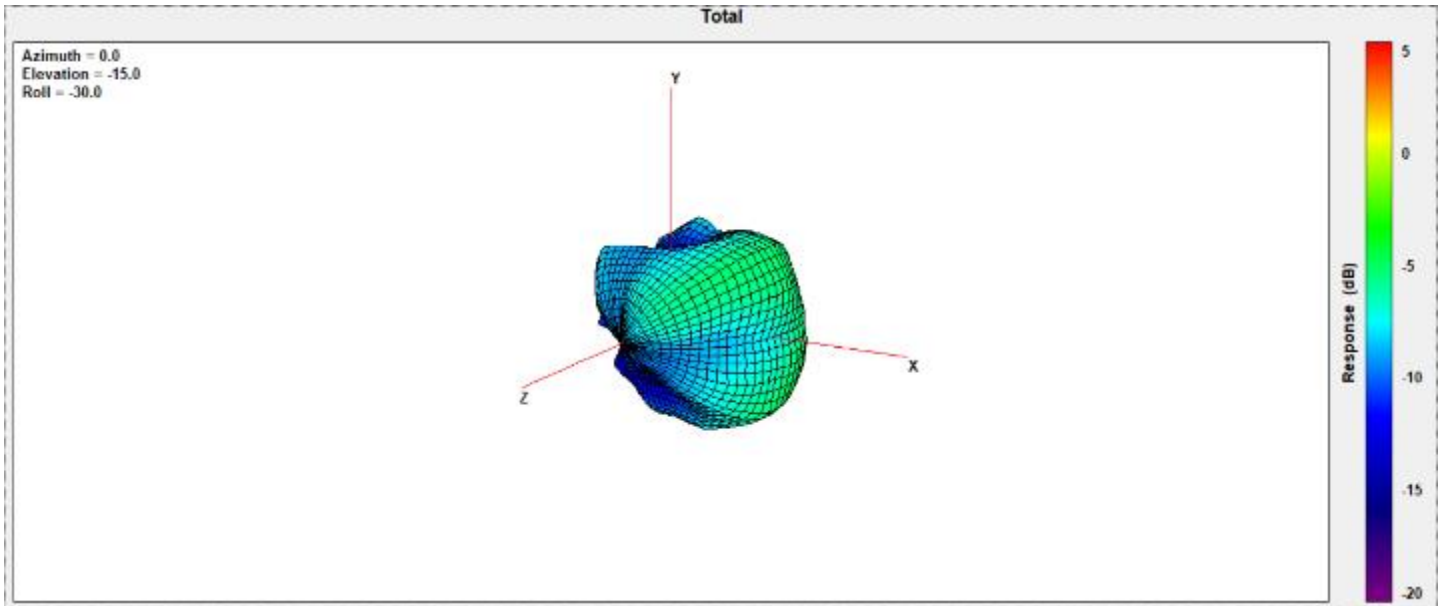 Total
Azimuth = 0.0
Elevation = -15.0
Roll = -30.0
Y
X
Z
5
0
-5
-10
-15
-20
Response (dB)